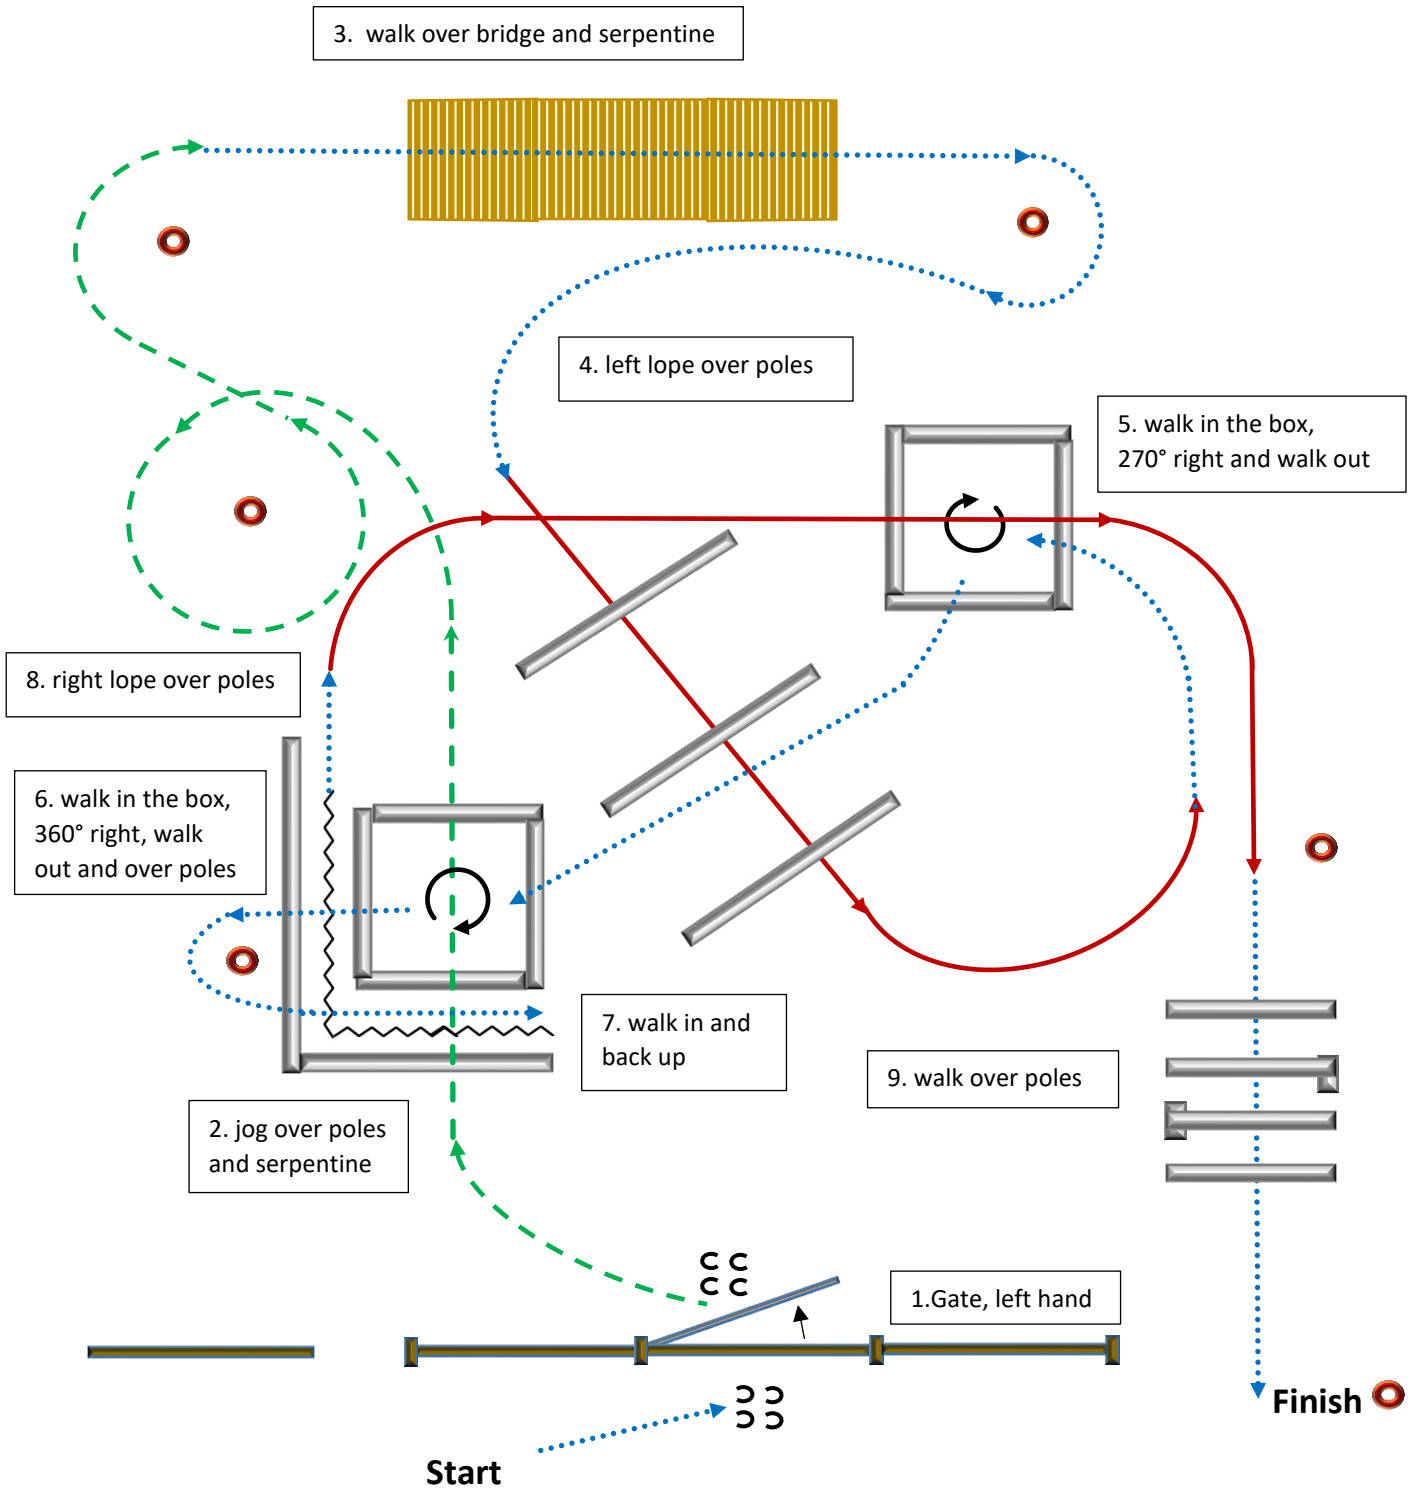 3.  walk over bridge and serpentine
4. left lope over poles
5. walk in the box,
270° right and walk out
8. right lope over poles
6. walk in the box,
360° right, walk
out and over poles
7. walk in and
back up
9. walk over poles
2. jog over poles
and serpentine
1.Gate, left hand
Finish
Start